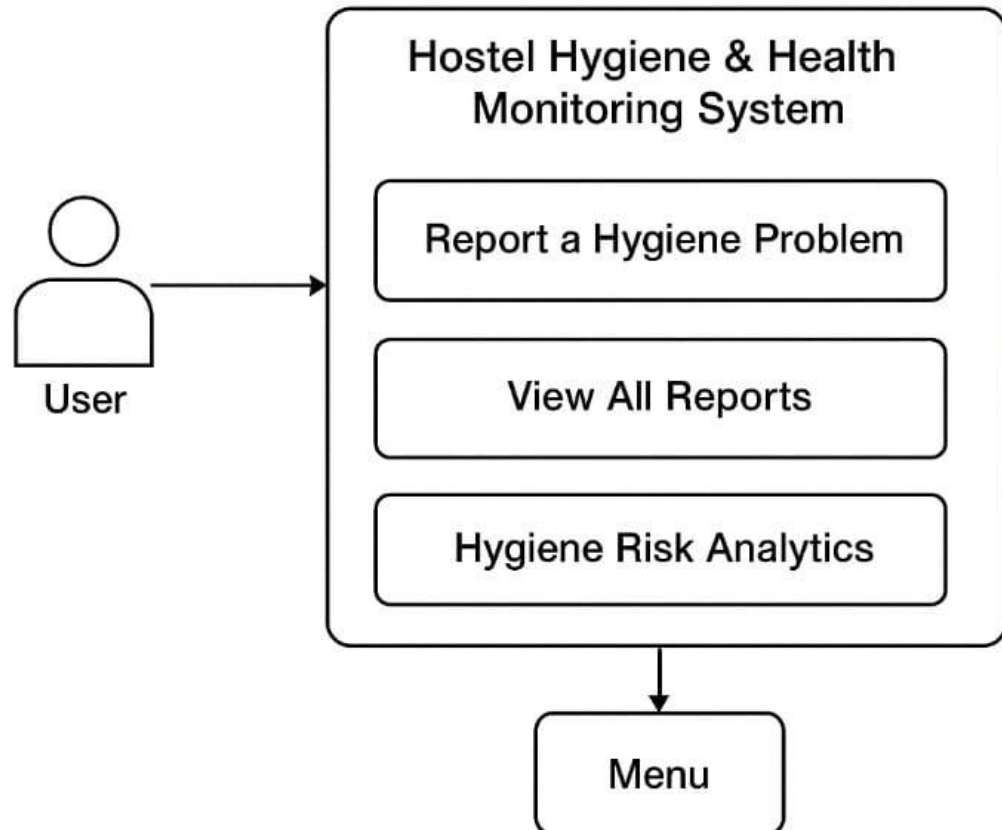 Hostel Hygiene & Health
Monitoring System
Report a Hygiene Problem
User
View All Reports
Hygiene Risk Analytics
Menu